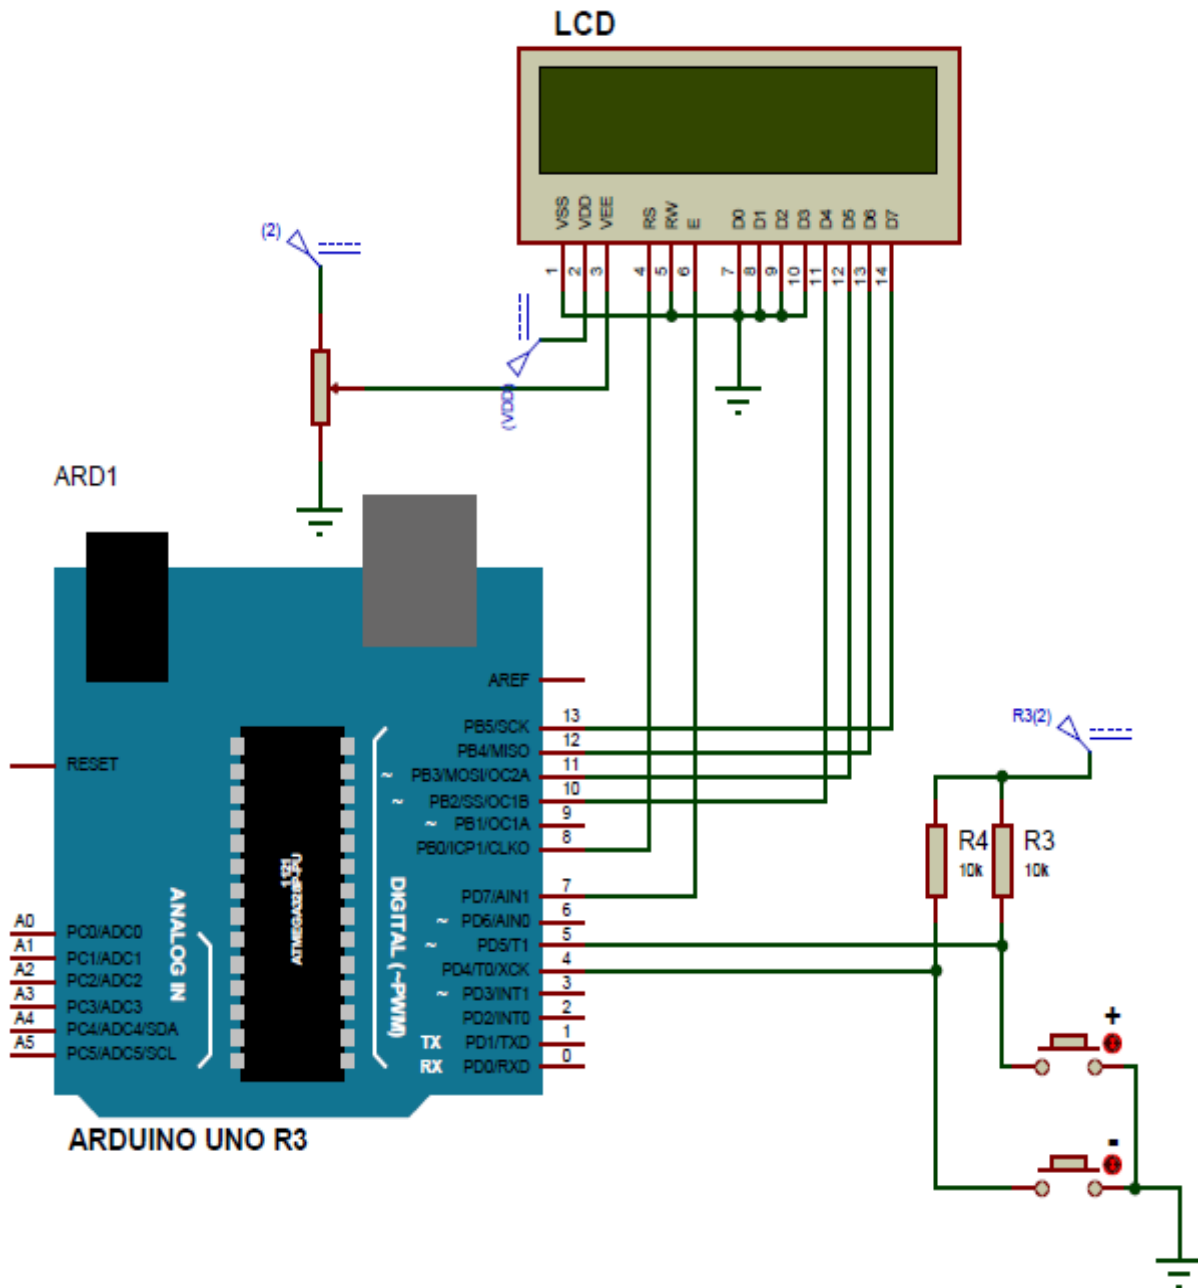 LCD
VSS
VDD
VEE
RS
RW
E
D0
D1
D2
D3
D4
D5
D6
D7
1
2
3
4
5
6
7
8
9
10
11
12
13
14
(2)
(VDD)
ARD1
AREF
RESET
PB5/SCK 13
PB4/MISO 12
~ PB3/MOSI/OC2A 11
~ PB2/SS/OC1B 10
~ PB1/OC1A 9
PB0/ICP1/CLKO 8
PD7/AIN1 7
~ PD6/AIN0 6
~ PD5/T1 5
PD4/T0/XCK 4
~ PD3/INT1 3
PD2/INT0 2
TX PD1/TXD 1
RX PD0/RXD 0
DIGITAL (~PWM)
ANALOG IN
ATMEGA328P-PU
1121
A0 PC0/ADC0
A1 PC1/ADC1
A2 PC2/ADC2
A3 PC3/ADC3
A4 PC4/ADC4/SDA
A5 PC5/ADC5/SCL
ARDUINO UNO R3
R3(2)
R4
10k
R3
10k
+
-